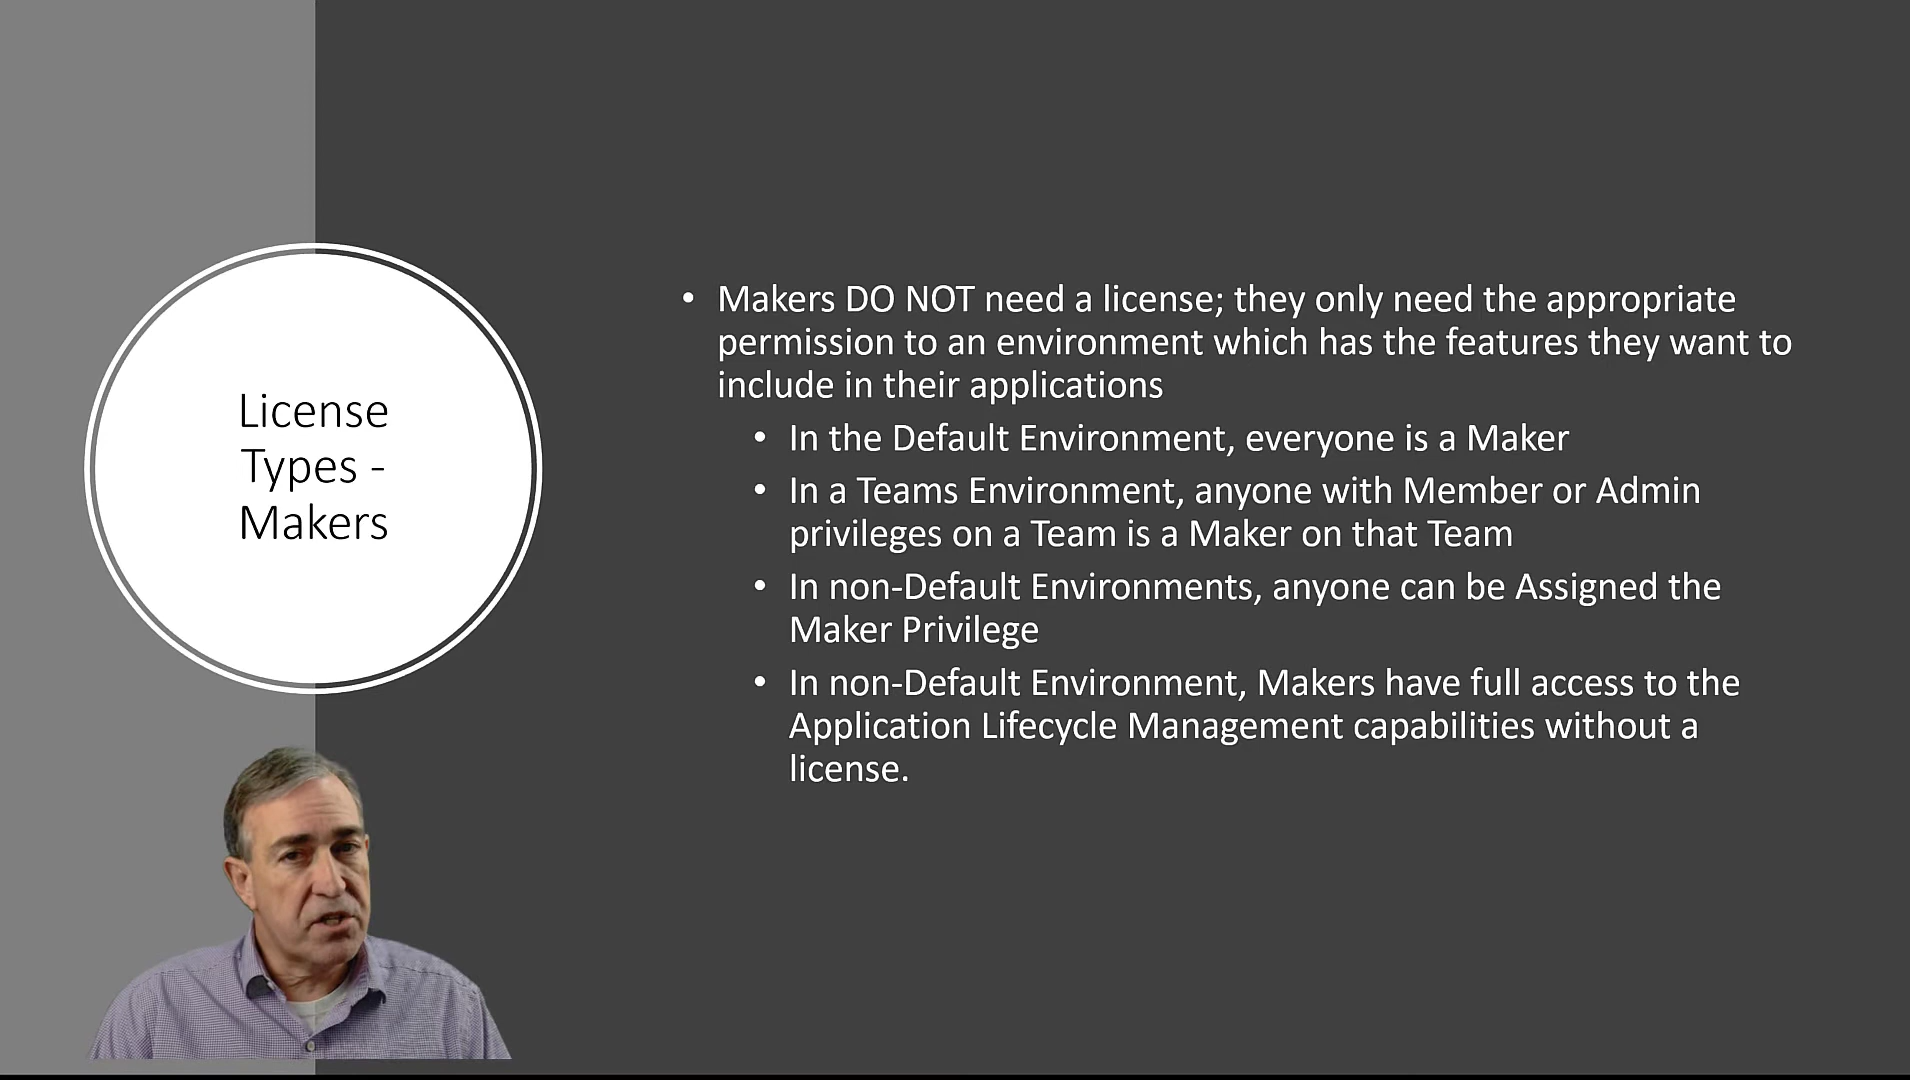 License
Types -
Makers
• Makers DO NOT need a license; they only need the appropriate
permission to an environment which has the features they want to
include in their applications
• In the Default Environment, everyone is a Maker
• In a Teams Environment, anyone with Member or Admin
privileges on a Team is a Maker on that Team
• In non-Default Environments, anyone can be Assigned the
Maker Privilege
• In non-Default Environment, Makers have full access to the
Application Lifecycle Management capabilities without a
license.